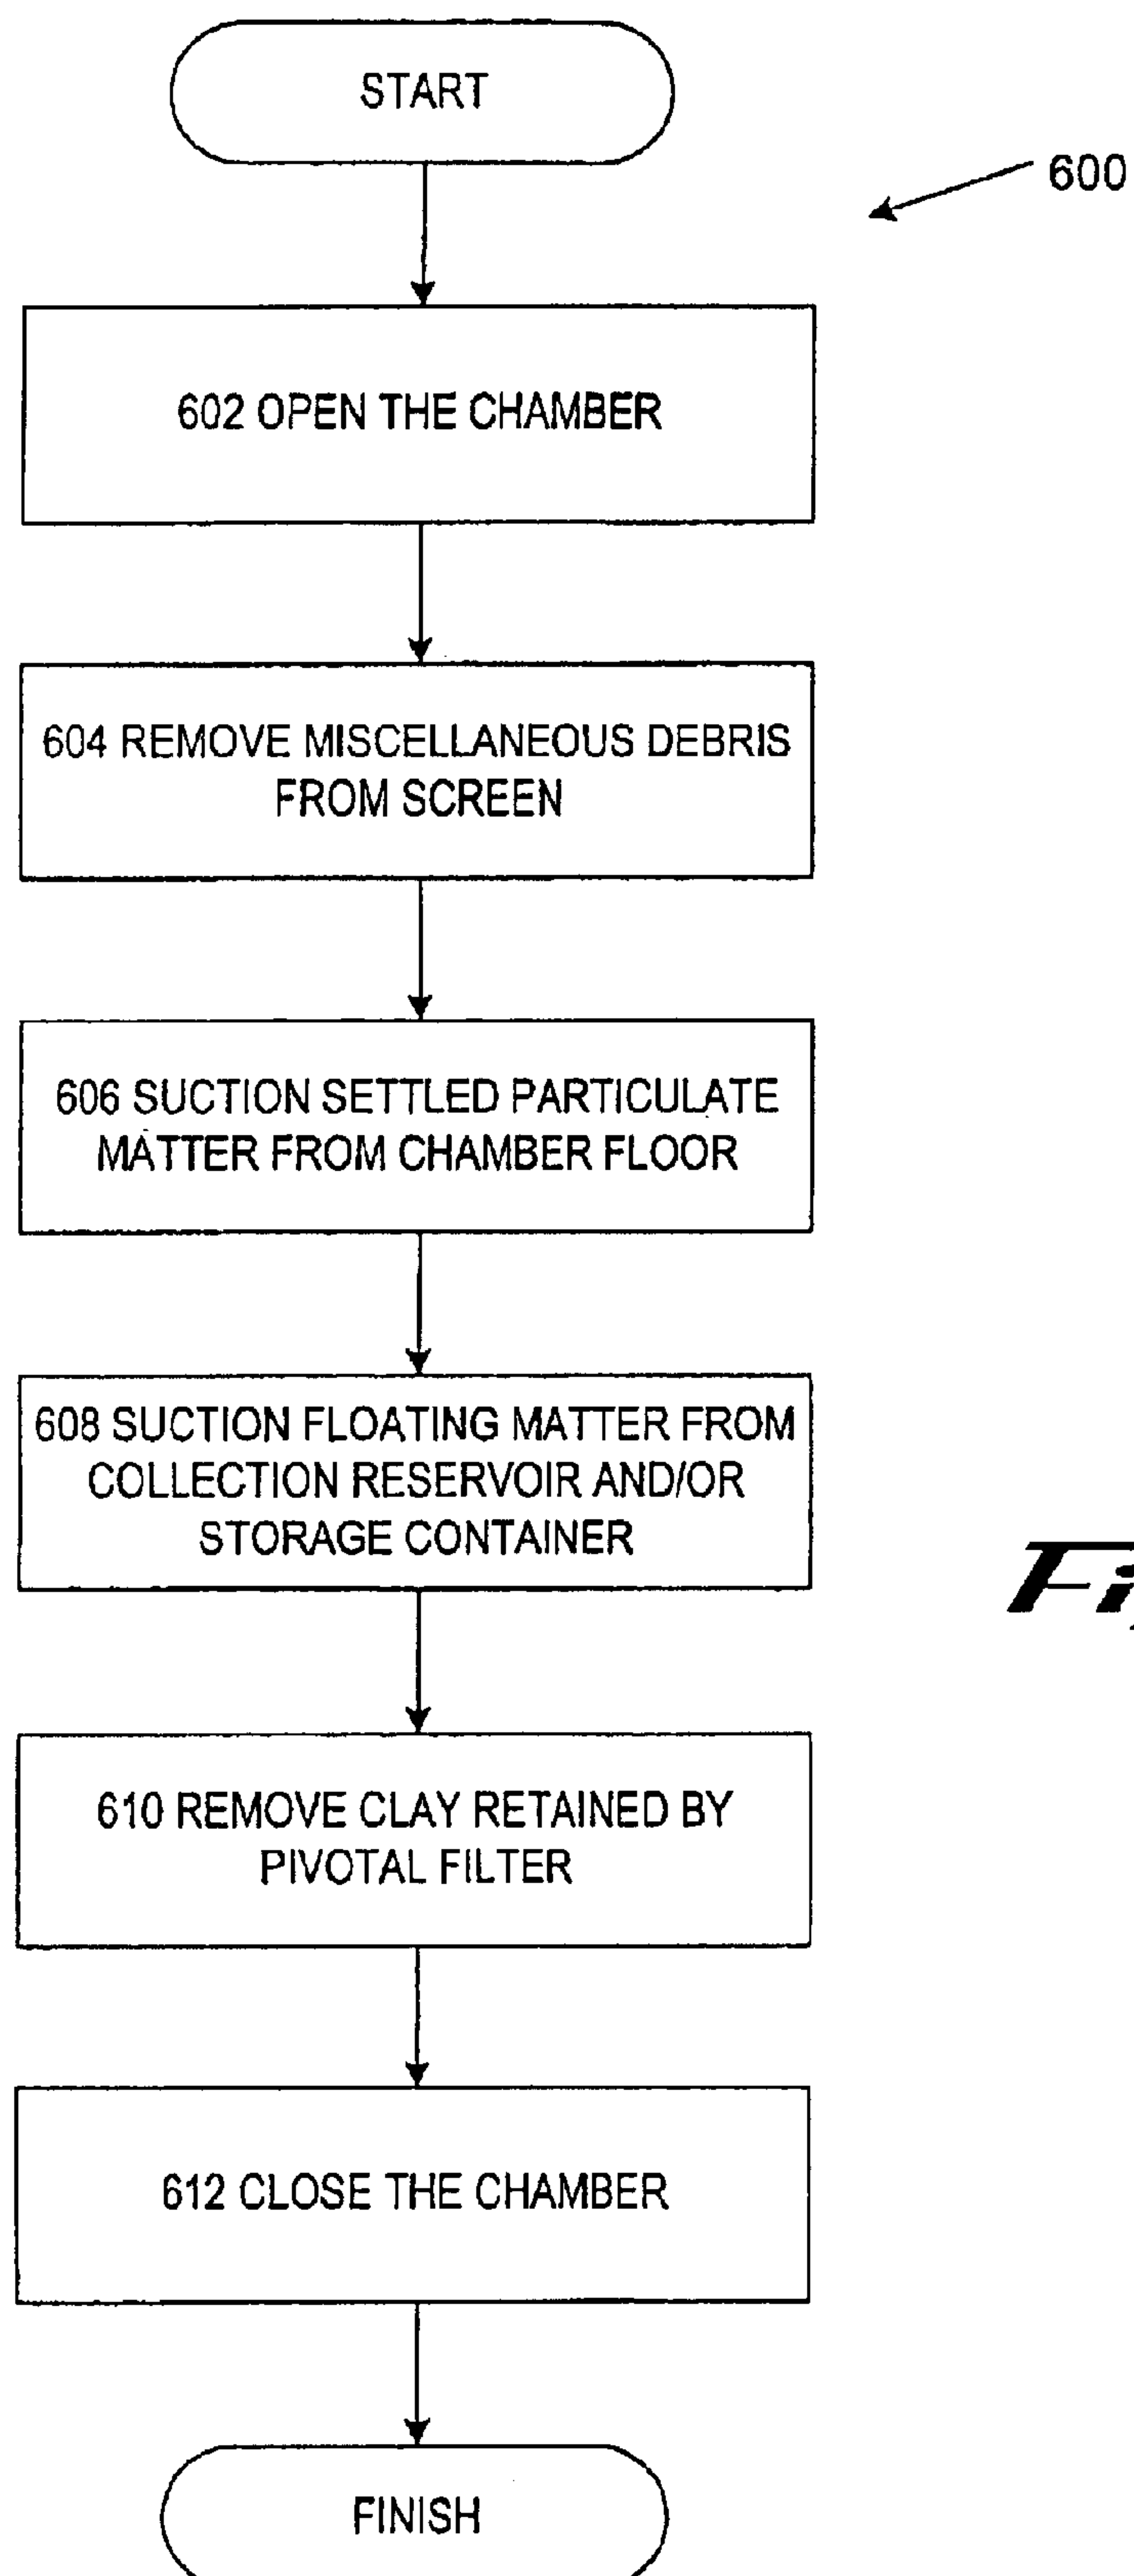 START
600
602 OPEN THE CHAMBER
604 REMOVE MISCELLANEOUS DEBRIS
FROM SCREEN
606 SUCTION SETTLED PARTICULATE
MATTER FROM CHAMBER FLOOR
608 SUCTION FLOATING MATTER FROM
COLLECTION RESERVOIR AND/OR
STORAGE CONTAINER
610 REMOVE CLAY RETAINED BY
PIVOTAL FILTER
612 CLOSE THE CHAMBER
FINISH